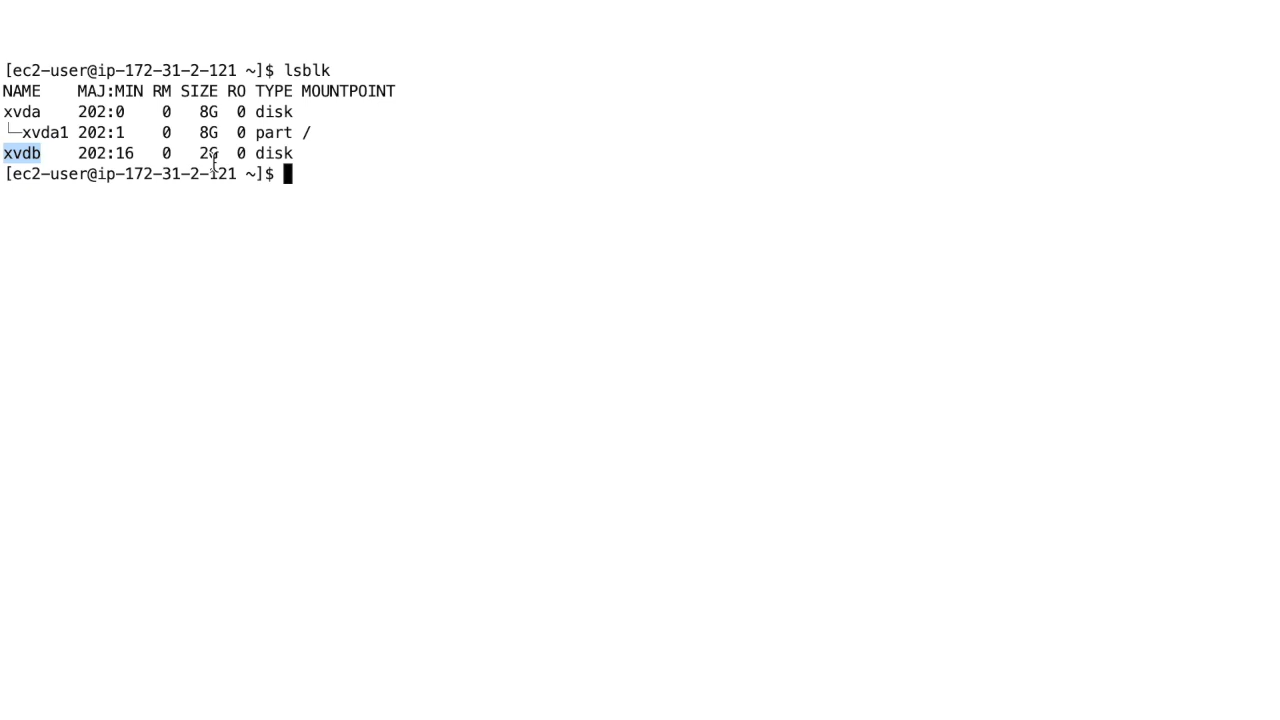 [ec2-user@ip-172-31-2-121 ~]$ lsblk
NAME    MAJ:MIN RM SIZE RO TYPE MOUNTPOINT
xvda    202:0    0   8G  0 disk
└─xvda1 202:1    0   8G  0 part /
xvdb    202:16   0   2G  0 disk
[ec2-user@ip-172-31-2-121 ~]$